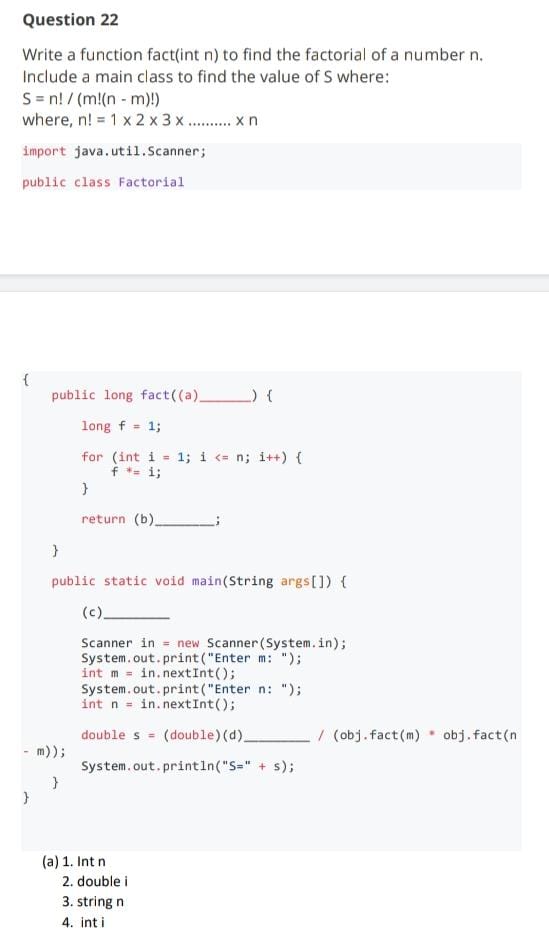 Question 22
Write a function fact(int n) to find the factorial of a number n.
Include a main class to find the value of S where:
S = n! / (m!(n - m)!)
where, n! = 1 x 2 x 3 x .......... x n
import java.util.Scanner;
public class Factorial
{
public long fact((a)______) {
long f = 1;
for (int i = 1; i <= n; i++) {
f *= i;
}
return (b)_______;
}
public static void main(String args[]) {
(c)________
Scanner in = new Scanner(System.in);
System.out.print("Enter m: ");
int m = in.nextInt();
System.out.print("Enter n: ");
int n = in.nextInt();
double s = (double)(d)________ / (obj.fact(m) * obj.fact(n
- m));
System.out.println("S=" + s);
}
}
(a) 1. Int n
2. double i
3. string n
4. int i